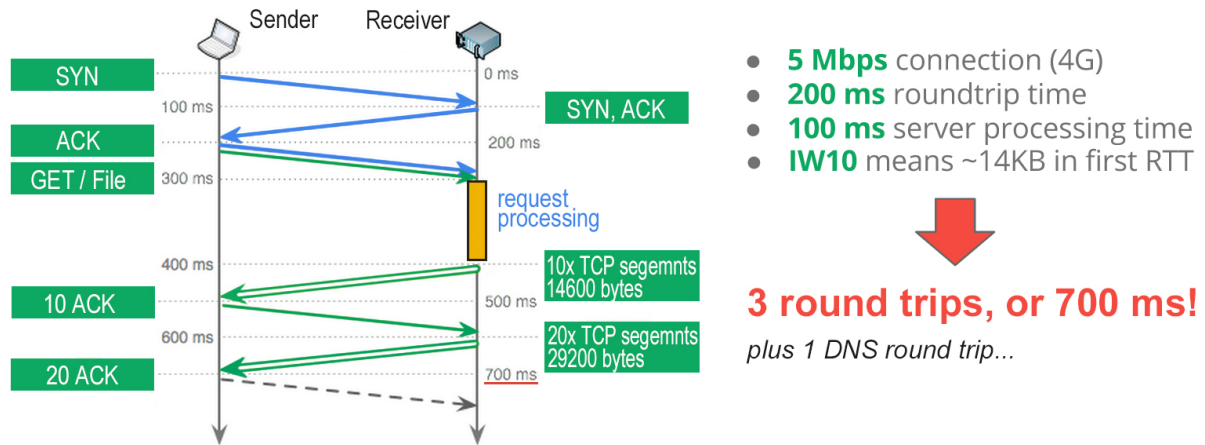 Sender
Receiver
SYN
0 ms
100 ms
SYN, ACK
ACK
200 ms
GET / File
300 ms
request
processing
400 ms
10x TCP segemnts
14600 bytes
10 ACK
500 ms
600 ms
20x TCP segemnts
29200 bytes
20 ACK
700 ms
● 5 Mbps connection (4G)
● 200 ms roundtrip time
● 100 ms server processing time
● IW10 means ~14KB in first RTT
3 round trips, or 700 ms!
plus 1 DNS round trip...